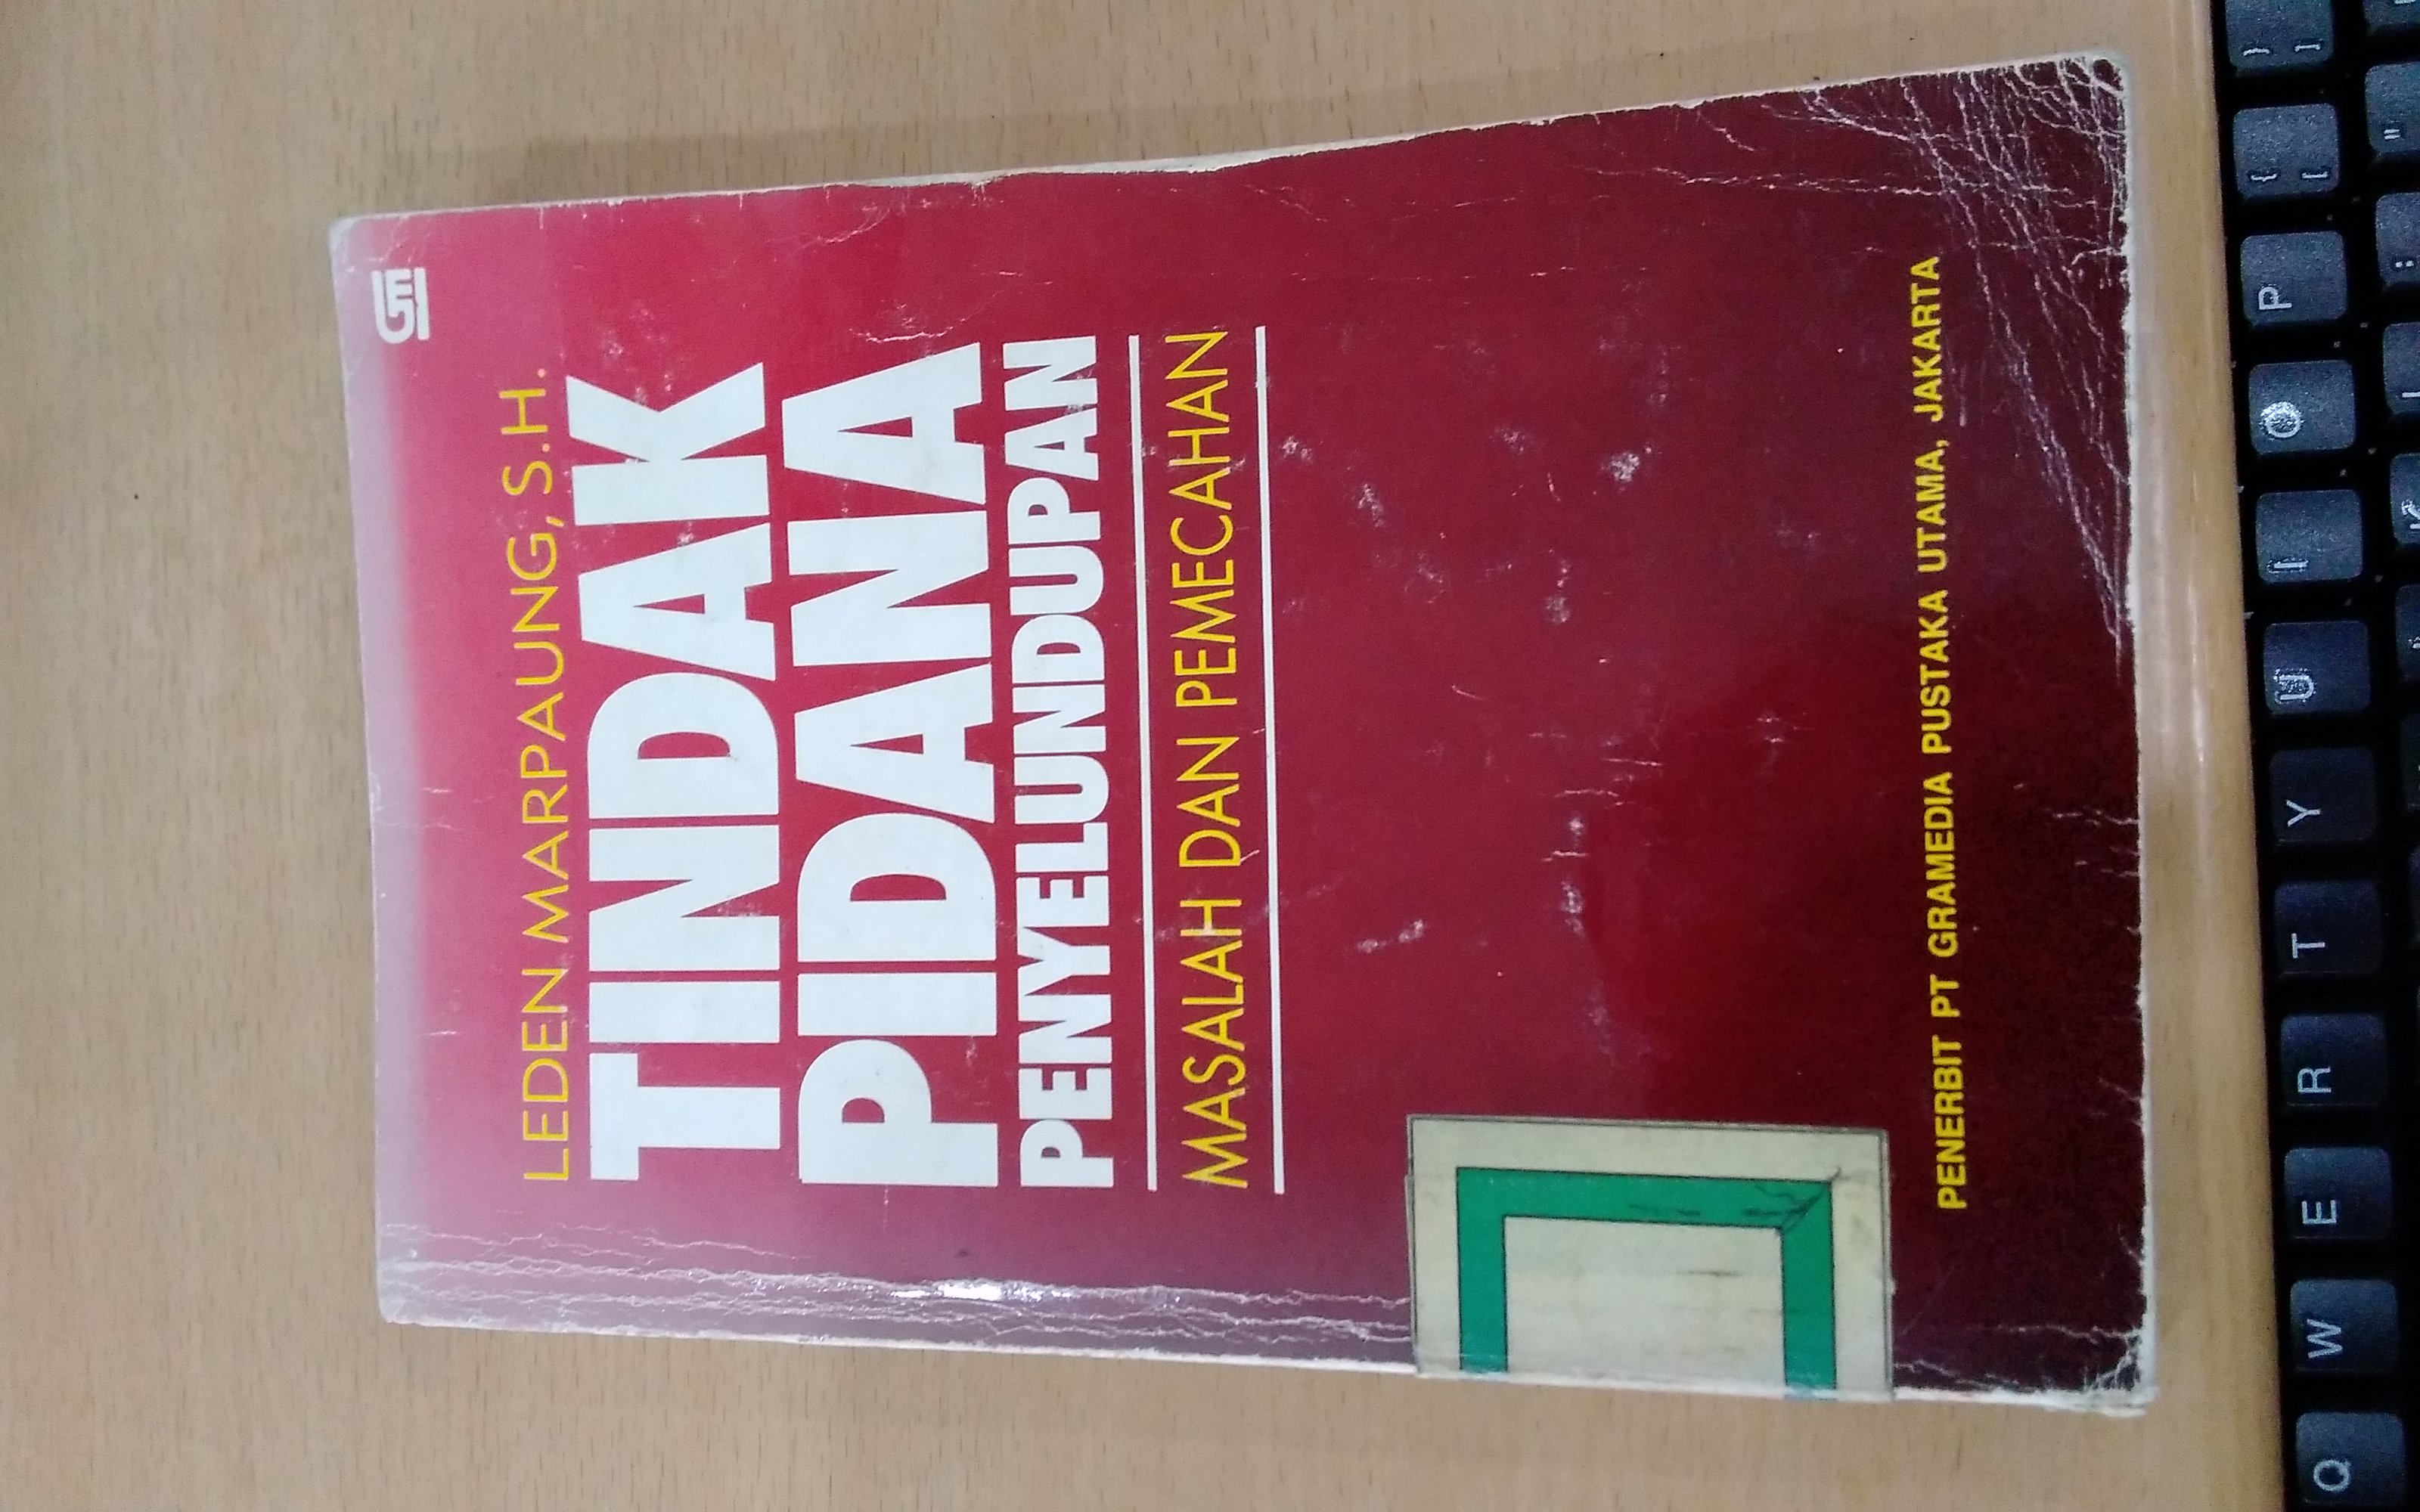 LEDEN MARPAUNG, S.H.
TINDAK
PIDANA
PENYELUNDUPAN
MASALAH DAN PEMECAHAN
PENERBIT PT GRAMEDIA PUSTAKA UTAMA, JAKARTA
Q W E R T Y U I O P { [ } ]
K L : "